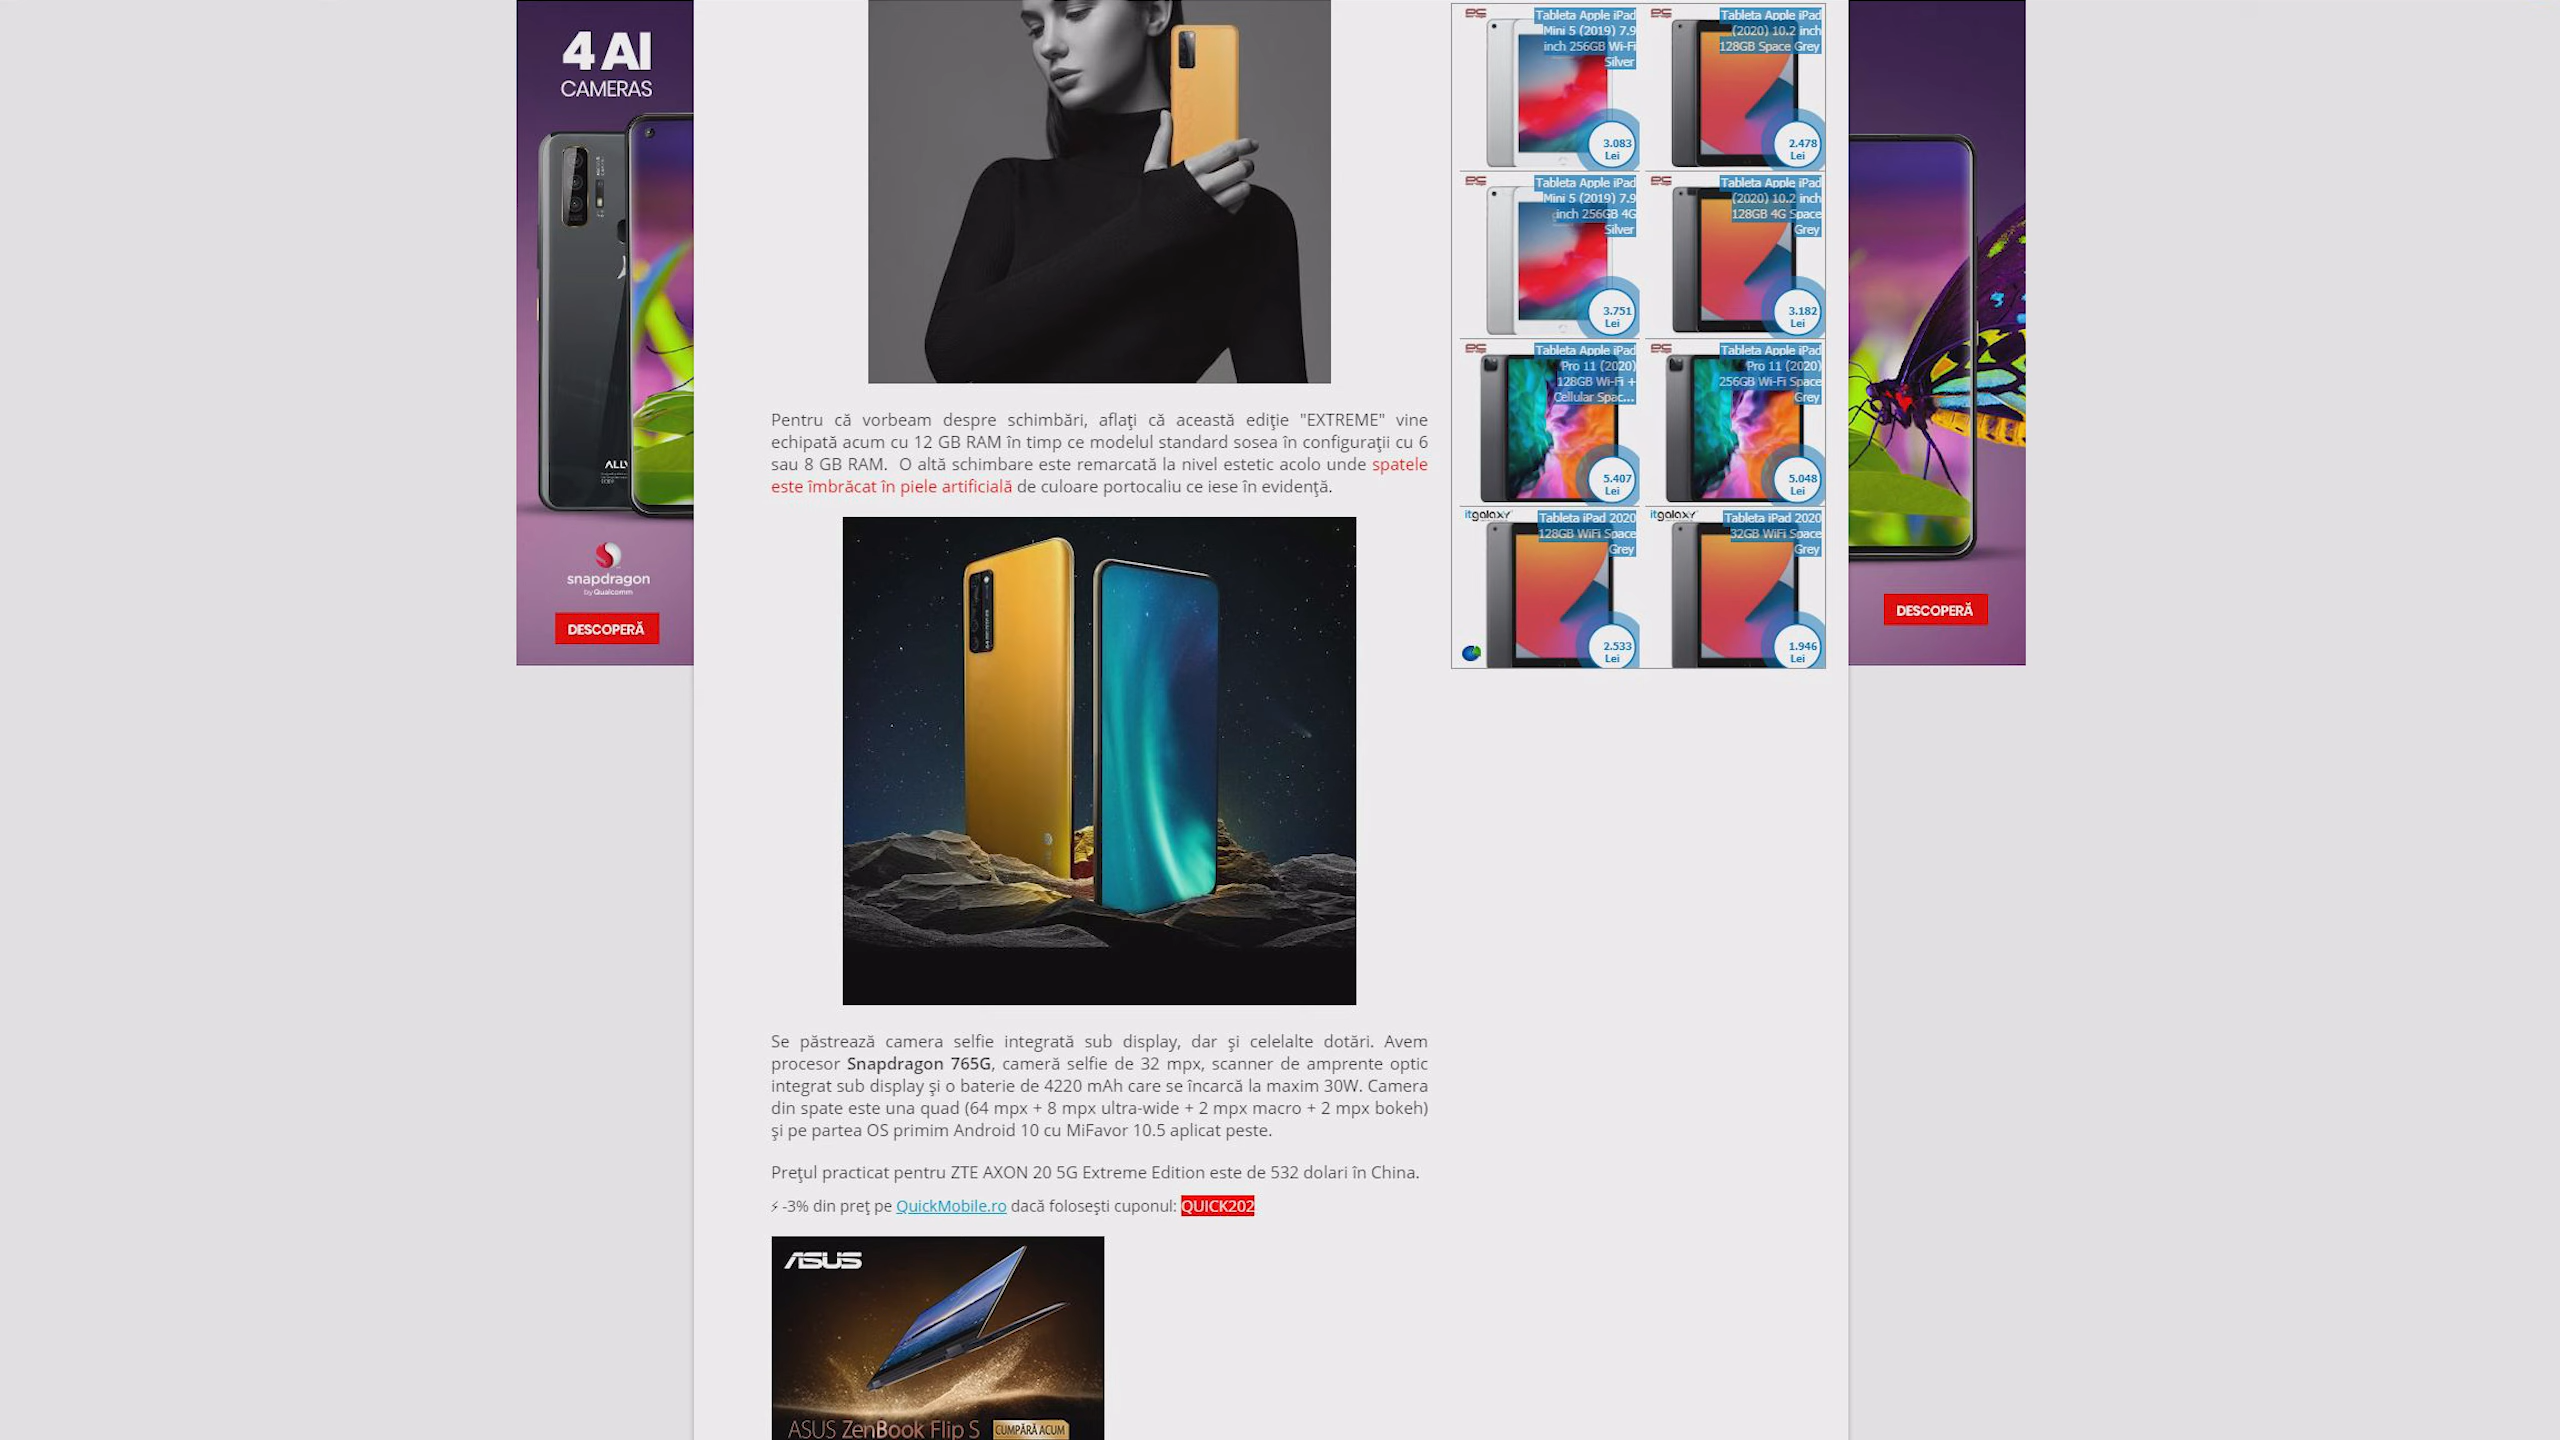 4 AI
CAMERAS
snapdragon
by Qualcomm
DESCOPERĂ
Pentru că vorbeam despre schimbări, aflați că această ediție "EXTREME" vine
echipată acum cu 12 GB RAM în timp ce modelul standard sosea în configurații cu 6
sau 8 GB RAM.  O altă schimbare este remarcată la nivel estetic acolo unde spatele
este îmbrăcat în piele artificială de culoare portocaliu ce iese în evidență.
Se păstrează camera selfie integrată sub display, dar și celelalte dotări. Avem
procesor Snapdragon 765G, cameră selfie de 32 mpx, scanner de amprente optic
integrat sub display și o baterie de 4220 mAh care se încarcă la maxim 30W. Camera
din spate este una quad (64 mpx + 8 mpx ultra-wide + 2 mpx macro + 2 mpx bokeh)
și pe partea OS primim Android 10 cu MiFavor 10.5 aplicat peste.
Prețul practicat pentru ZTE AXON 20 5G Extreme Edition este de 532 dolari în China.
⚡ -3% din preț pe QuickMobile.ro dacă folosești cuponul: QUICK202
ASUS
ASUS ZenBook Flip S
CUMPĂRĂ ACUM
Tableta Apple iPad
Mini 5 (2019) 7.9
inch 256GB Wi-Fi
Silver
3.083
Lei
Tableta Apple iPad
(2020) 10.2 inch
128GB Space Grey
2.478
Lei
Tableta Apple iPad
Mini 5 (2019) 7.9
inch 256GB 4G
Silver
3.751
Lei
Tableta Apple iPad
(2020) 10.2 inch
128GB 4G Space
Grey
3.182
Lei
Tableta Apple iPad
Pro 11 (2020)
128GB Wi-Fi +
Cellular Spac...
5.407
Lei
Tableta Apple iPad
Pro 11 (2020)
256GB Wi-Fi Space
Grey
5.048
Lei
itgalaxy
Tableta iPad 2020
128GB WiFi Space
Grey
2.533
Lei
itgalaxy
Tableta iPad 2020
32GB WiFi Space
Grey
1.946
Lei
DESCOPERĂ